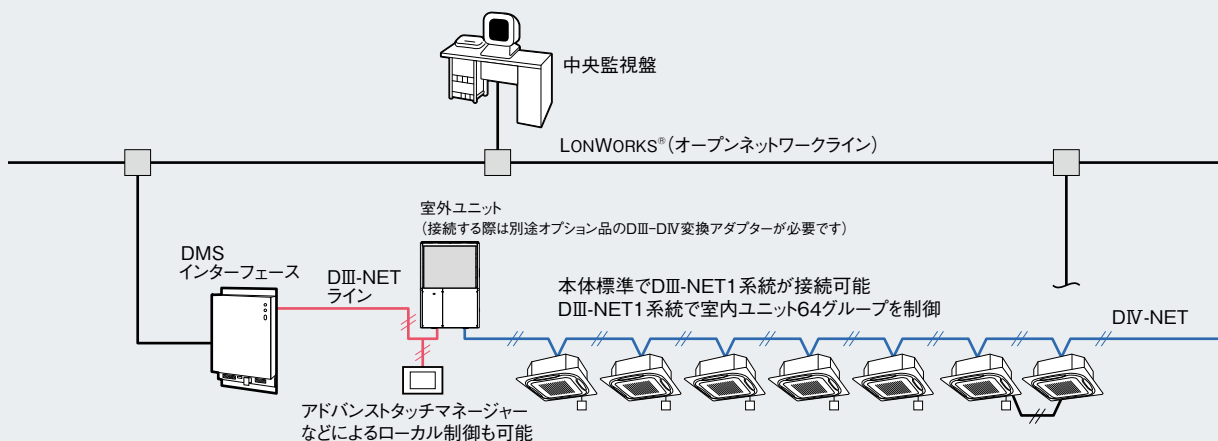 中央監視盤
LONWORKS®(オープンネットワークライン)
室外ユニット
(接続する際は別途オプション品のDⅢ-DⅣ変換アダプターが必要です)
DMS
インターフェース
DⅢ-NET
ライン
本体標準でDⅢ-NET1系統が接続可能
DⅢ-NET1系統で室内ユニット64グループを制御
DⅣ-NET
アドバンストタッチマネージャー
などによるローカル制御も可能